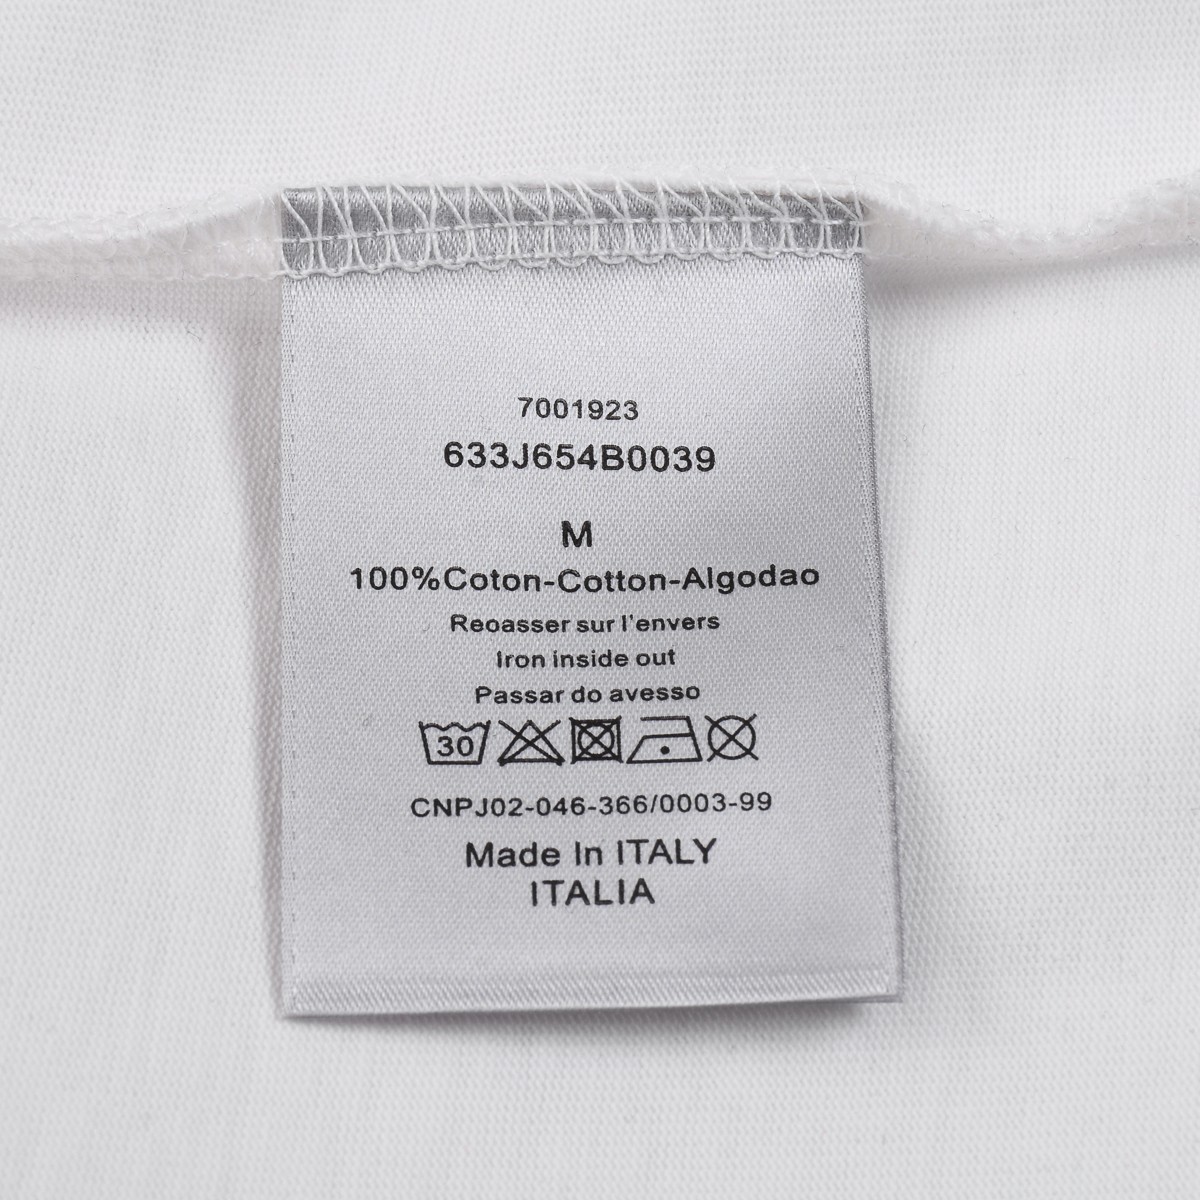 7001923
633J654B0039
M
100%Coton-Cotton-Algodao
Reoasser sur l'envers
Iron inside out
Passar do avesso
30
CNPJ02-046-366/0003-99
Made In ITALY
ITALIA